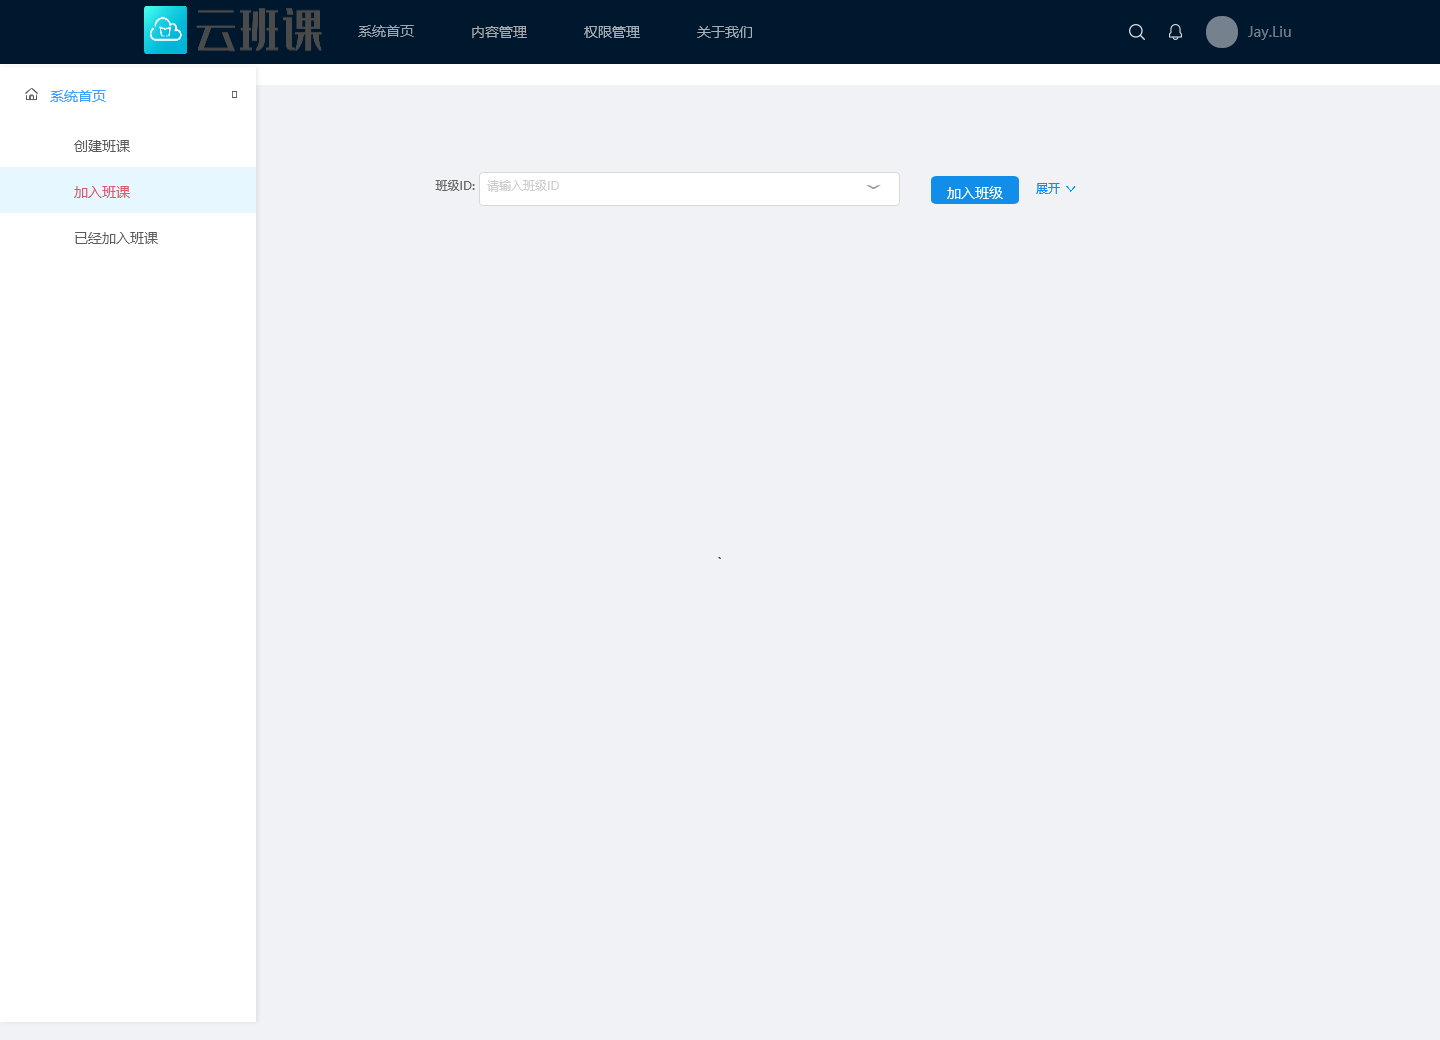 云班课 系统首页 内容管理 权限管理 关于我们 Jay.Liu
系统首页
创建班课
加入班课
已经加入班课
班级ID: 请输入班级ID 加入班级 展开